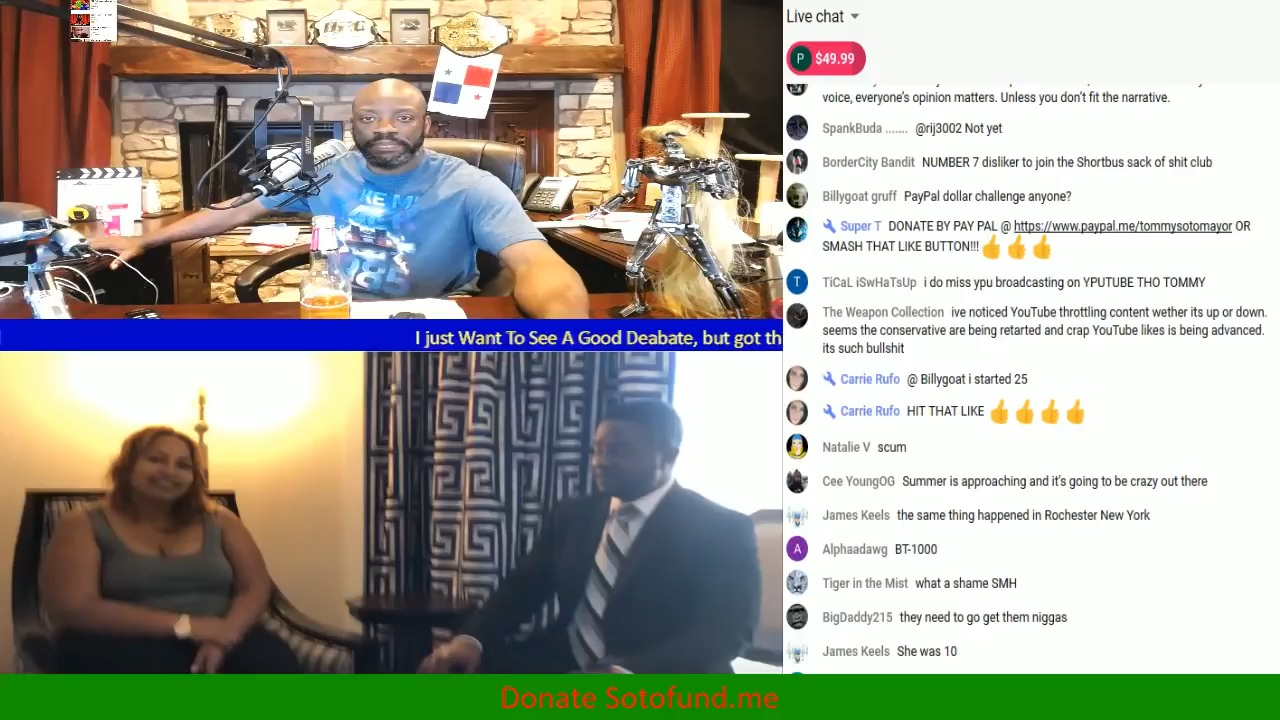 I just Want To See A Good Deabate, but got th
Live chat
P $49.99
voice, everyone's opinion matters. Unless you don't fit the narrative.
SpankBuda ....... @rij3002 Not yet
BorderCity Bandit NUMBER 7 disliker to join the Shortbus sack of shit club
Billygoat gruff PayPal dollar challenge anyone?
Super T DONATE BY PAY PAL @ https://www.paypal.me/tommysotomayor OR
SMASH THAT LIKE BUTTON!!!
T TiCaL iSwHaTsUp i do miss ypu broadcasting on YPUTUBE THO TOMMY
The Weapon Collection ive noticed YouTube throttling content wether its up or down.
seems the conservative are being retarted and crap YouTube likes is being advanced.
its such bullshit
Carrie Rufo @ Billygoat i started 25
Carrie Rufo HIT THAT LIKE
Natalie V scum
Cee YoungOG Summer is approaching and it's going to be crazy out there
James Keels the same thing happened in Rochester New York
A Alphaadawg BT-1000
Tiger in the Mist what a shame SMH
BigDaddy215 they need to go get them niggas
James Keels She was 10
Donate Sotofund.me